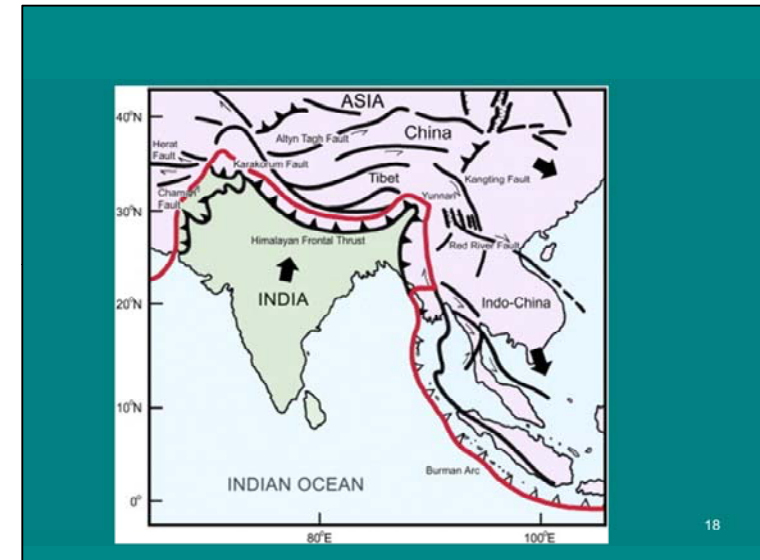 ASIA
40°N
Altyn Tagh Fault
China
Herat
Fault
Karakorum Fault
Tibet
Kangting Fault
Chaman
Fault
Yunnan
30°N
Himalayan Frontal Thrust
Red River Fault
INDIA
20°N
Indo-China
10°N
Burman Arc
INDIAN OCEAN
0°
80°E
100°E
18